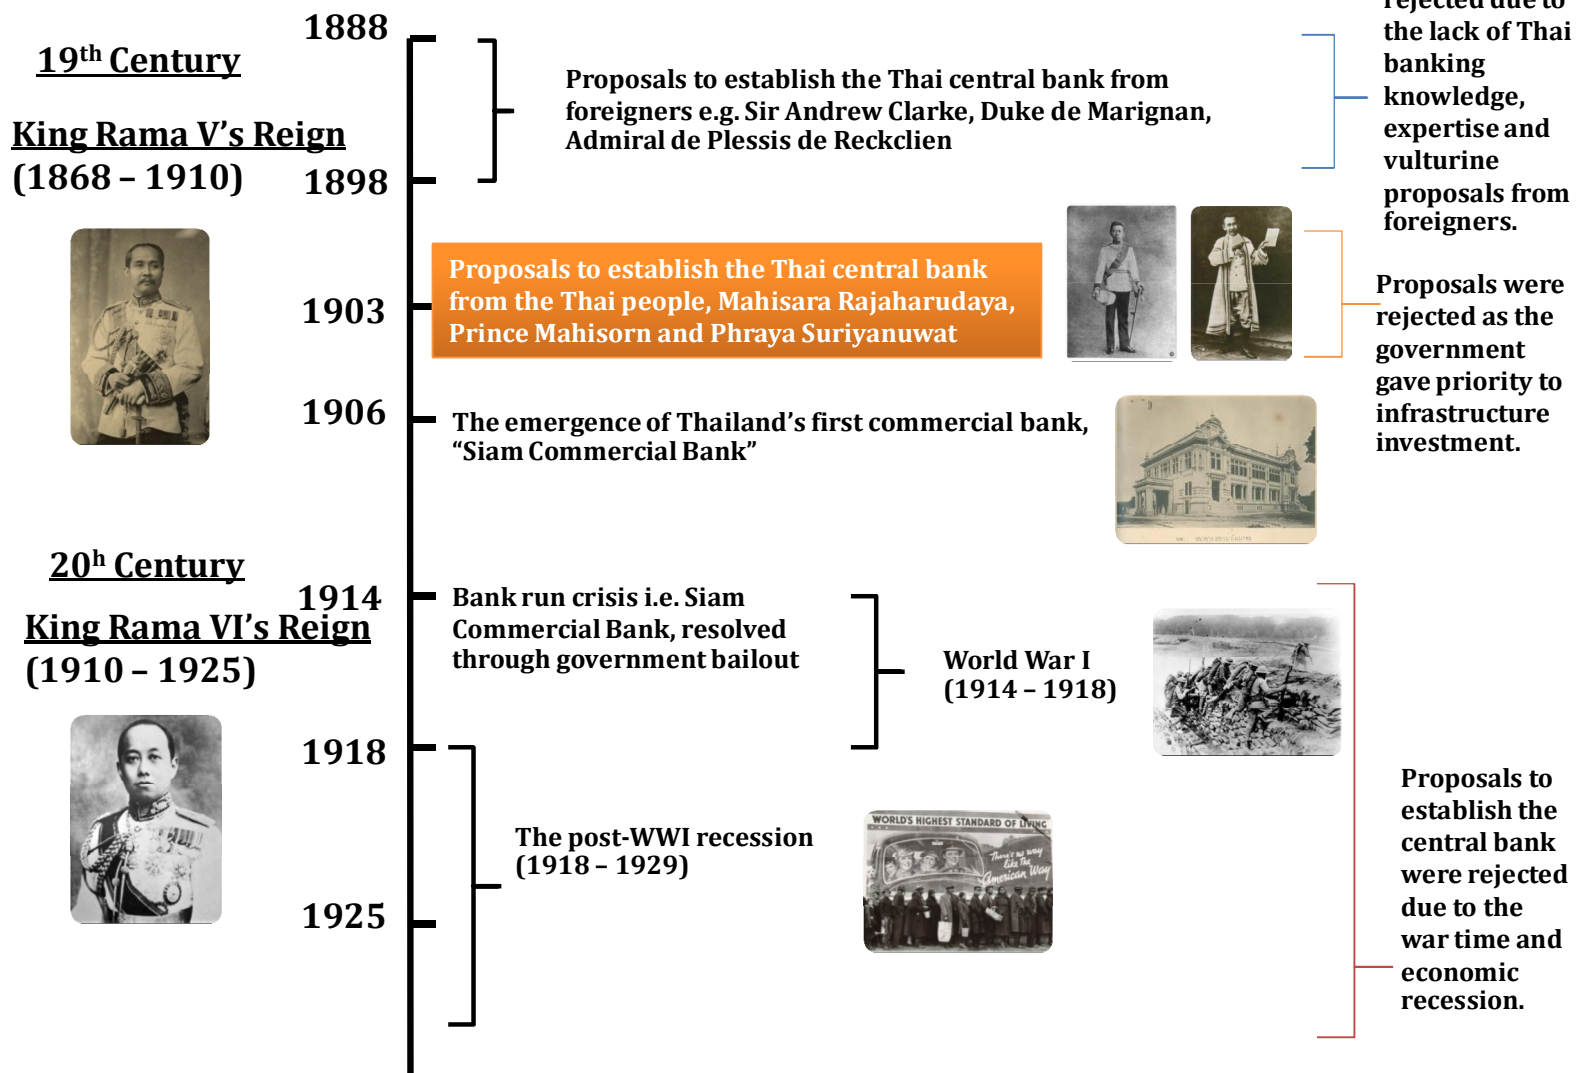 19th Century
King Rama V's Reign
(1868 – 1910)
1888
1898
1903
1906
Proposals to establish the Thai central bank from
foreigners e.g. Sir Andrew Clarke, Duke de Marignan,
Admiral de Plessis de Reckclien
rejected due to
the lack of Thai
banking
knowledge,
expertise and
vulturine
proposals from
foreigners.
Proposals to establish the Thai central bank
from the Thai people, Mahisara Rajaharudaya,
Prince Mahisorn and Phraya Suriyanuwat
Proposals were
rejected as the
government
gave priority to
infrastructure
investment.
The emergence of Thailand's first commercial bank,
“Siam Commercial Bank”
20h Century
King Rama VI's Reign
(1910 – 1925)
1914
1918
1925
Bank run crisis i.e. Siam
Commercial Bank, resolved
through government bailout
World War I
(1914 – 1918)
The post-WWI recession
(1918 – 1929)
WORLD'S HIGHEST STANDARD OF LIVING
There's no way
like the
American Way
Proposals to
establish the
central bank
were rejected
due to the
war time and
economic
recession.